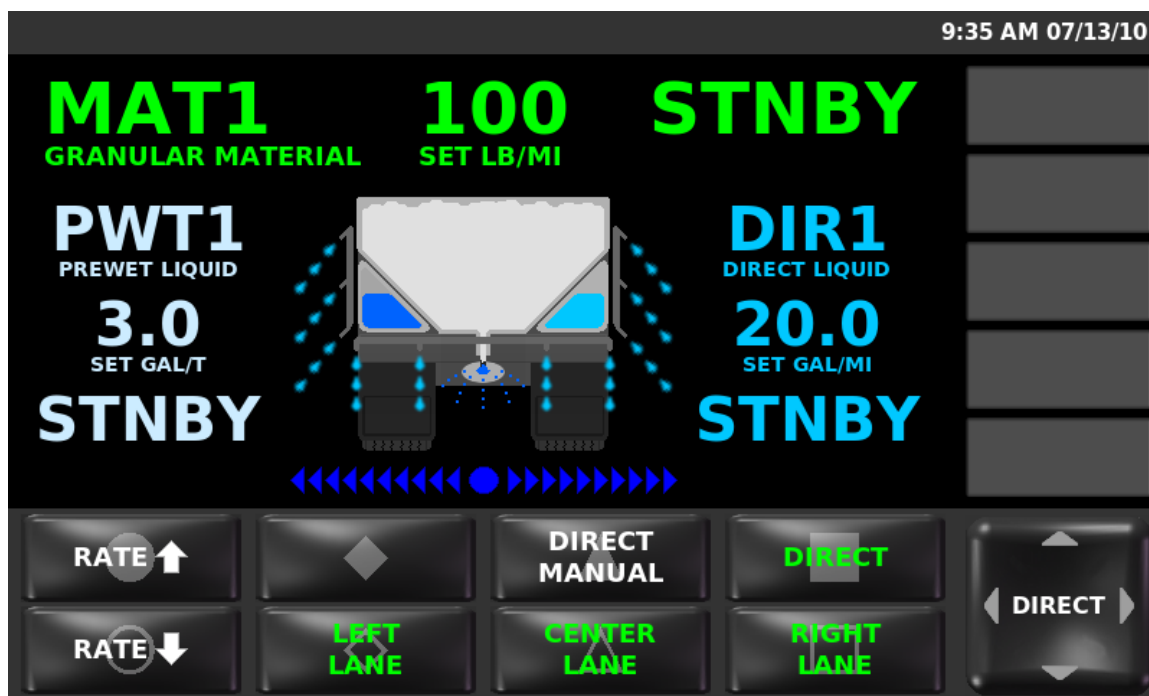 9:35 AM 07/13/10
MAT1
GRANULAR MATERIAL
100
SET LB/MI
STNBY
PWT1
PREWET LIQUID
3.0
SET GAL/T
STNBY
DIR1
DIRECT LIQUID
20.0
SET GAL/MI
STNBY
RATE
DIRECT
MANUAL
DIRECT
RATE
LEFT
LANE
CENTER
LANE
RIGHT
LANE
DIRECT